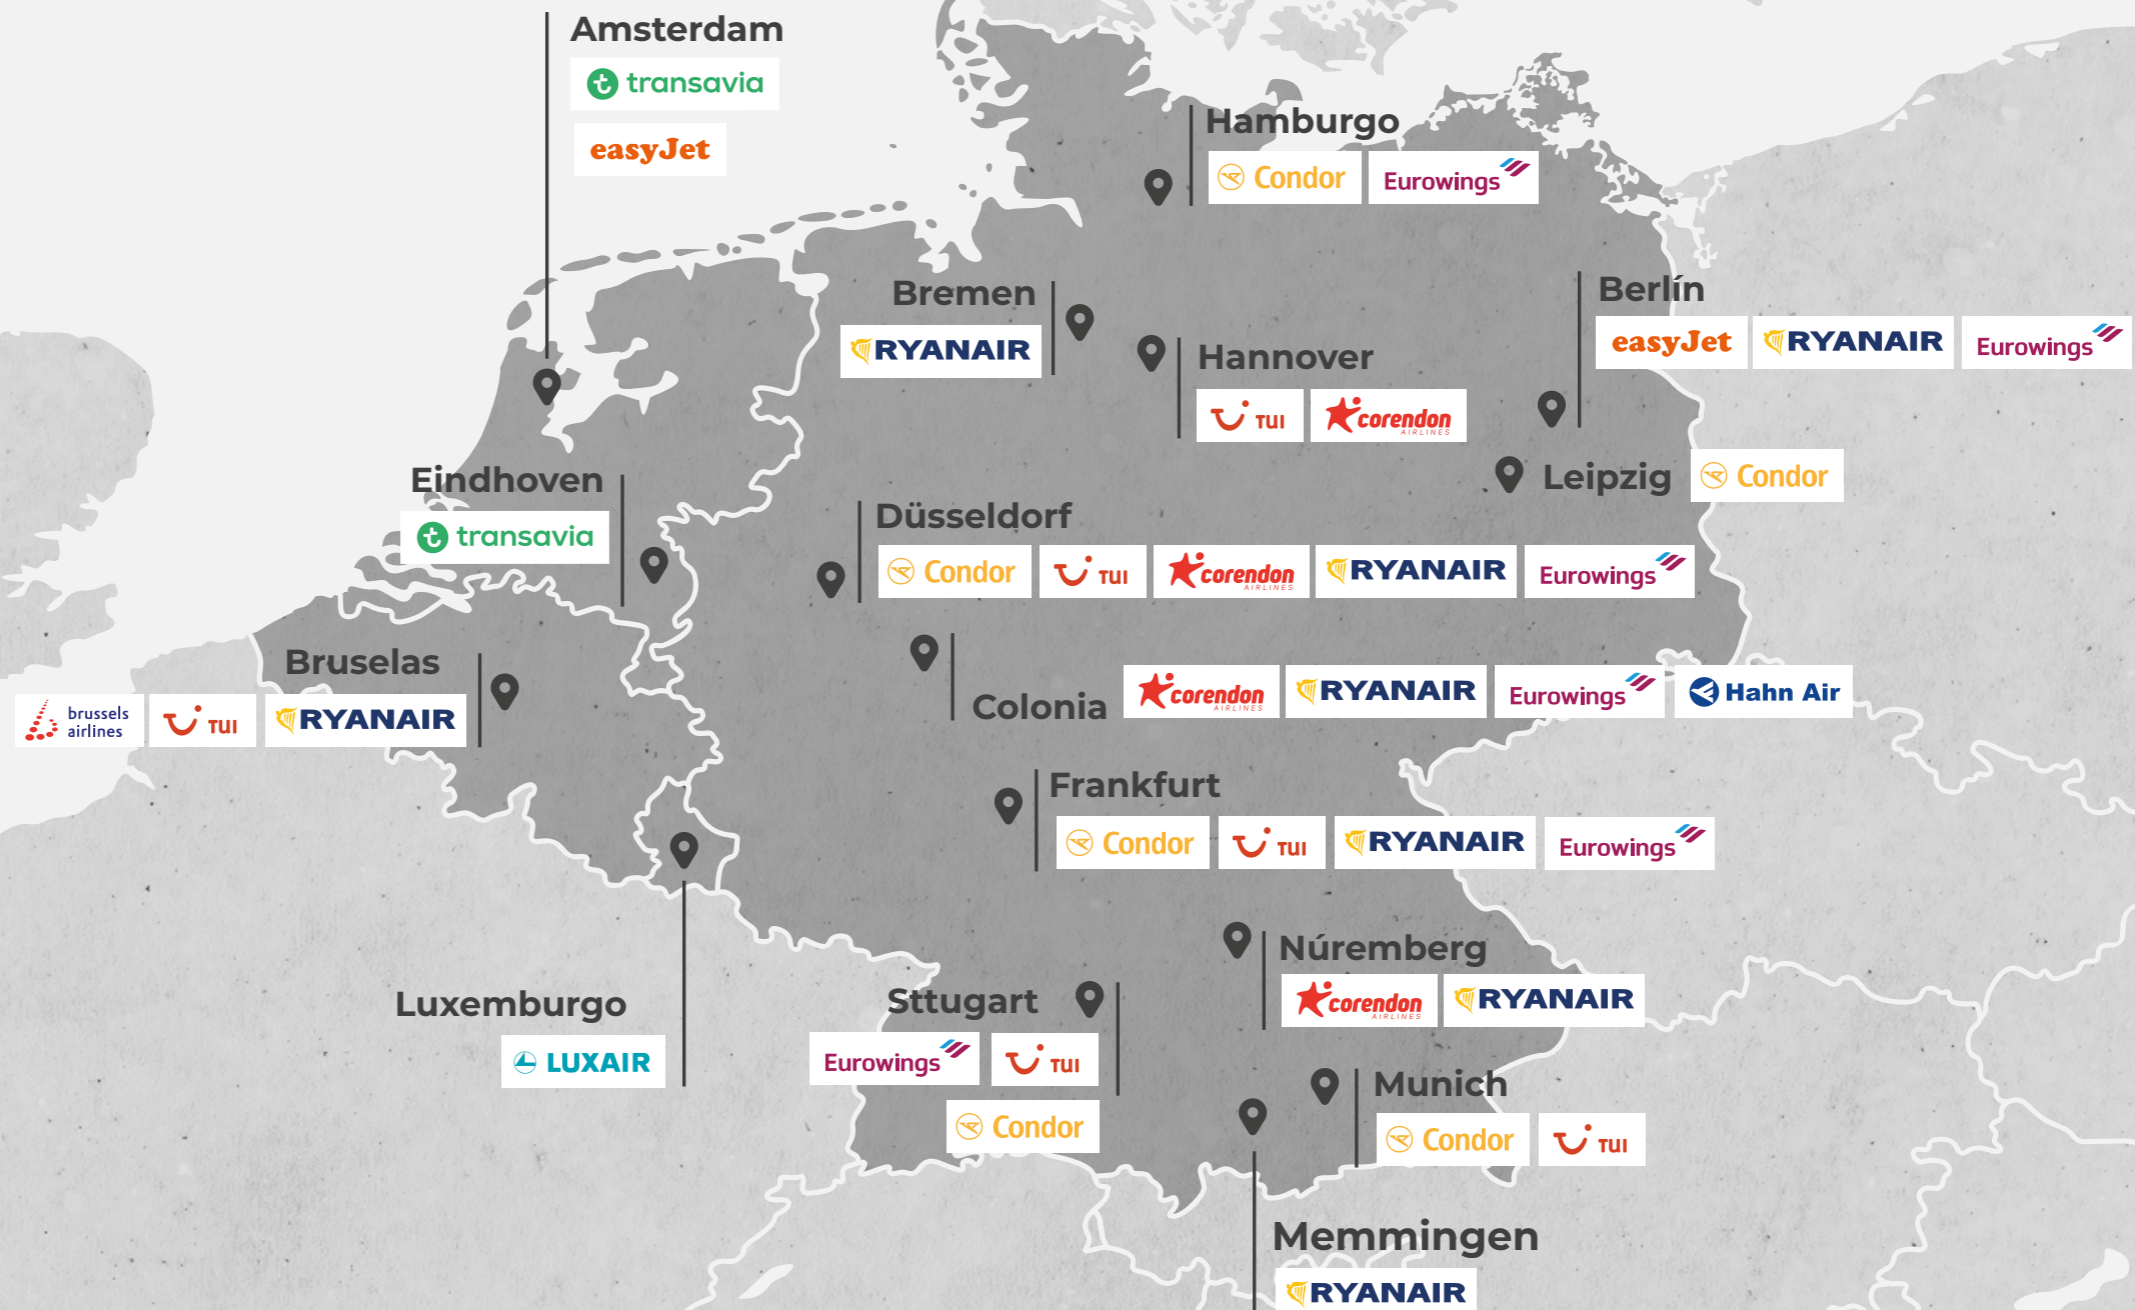 Amsterdam
transavia
easyJet
Hamburgo
Condor Eurowings
Bremen
RYANAIR
Berlín
easyJet RYANAIR Eurowings
Hannover
TUI corendon AIRLINES
Leipzig Condor
Eindhoven
transavia
Düsseldorf
Condor TUI corendon AIRLINES RYANAIR Eurowings
Bruselas
brussels airlines TUI RYANAIR
Colonia corendon AIRLINES RYANAIR Eurowings Hahn Air
Frankfurt
Condor TUI RYANAIR Eurowings
Núremberg
corendon AIRLINES RYANAIR
Luxemburgo
LUXAIR
Sttugart
Eurowings TUI
Condor
Munich
Condor TUI
Memmingen
RYANAIR